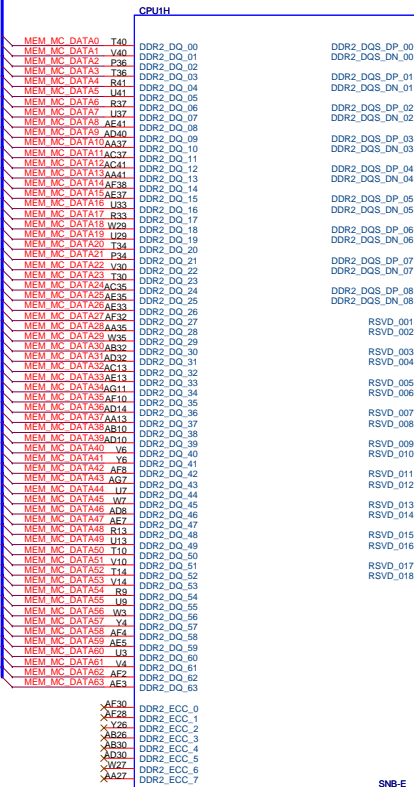 CPU1H
MEM_MC_DATA0 T40 DDR2_DQ_00 DDR2_DQS_DP_00
MEM_MC_DATA1 V40 DDR2_DQ_01 DDR2_DQS_DN_00
MEM_MC_DATA2 P36 DDR2_DQ_02
MEM_MC_DATA3 T36 DDR2_DQ_03 DDR2_DQS_DP_01
MEM_MC_DATA4 R41 DDR2_DQ_04 DDR2_DQS_DN_01
MEM_MC_DATA5 U41 DDR2_DQ_05
MEM_MC_DATA6 R37 DDR2_DQ_06 DDR2_DQS_DP_02
MEM_MC_DATA7 U37 DDR2_DQ_07 DDR2_DQS_DN_02
MEM_MC_DATA8 AE41 DDR2_DQ_08
MEM_MC_DATA9 AD40 DDR2_DQ_09 DDR2_DQS_DP_03
MEM_MC_DATA10 AA37 DDR2_DQ_10 DDR2_DQS_DN_03
MEM_MC_DATA11 AC37 DDR2_DQ_11
MEM_MC_DATA12 AC41 DDR2_DQ_12 DDR2_DQS_DP_04
MEM_MC_DATA13 AA41 DDR2_DQ_13 DDR2_DQS_DN_04
MEM_MC_DATA14 AF38 DDR2_DQ_14
MEM_MC_DATA15 AE37 DDR2_DQ_15 DDR2_DQS_DP_05
MEM_MC_DATA16 U33 DDR2_DQ_16 DDR2_DQS_DN_05
MEM_MC_DATA17 R33 DDR2_DQ_17
MEM_MC_DATA18 W29 DDR2_DQ_18 DDR2_DQS_DP_06
MEM_MC_DATA19 U29 DDR2_DQ_19 DDR2_DQS_DN_06
MEM_MC_DATA20 T34 DDR2_DQ_20
MEM_MC_DATA21 P34 DDR2_DQ_21 DDR2_DQS_DP_07
MEM_MC_DATA22 V30 DDR2_DQ_22 DDR2_DQS_DN_07
MEM_MC_DATA23 T30 DDR2_DQ_23
MEM_MC_DATA24 AC35 DDR2_DQ_24 DDR2_DQS_DP_08
MEM_MC_DATA25 AE35 DDR2_DQ_25 DDR2_DQS_DN_08
MEM_MC_DATA26 AE33 DDR2_DQ_26
MEM_MC_DATA27 AF32 DDR2_DQ_27 RSVD_001
MEM_MC_DATA28 AA35 DDR2_DQ_28 RSVD_002
MEM_MC_DATA29 W35 DDR2_DQ_29
MEM_MC_DATA30 AB32 DDR2_DQ_30 RSVD_003
MEM_MC_DATA31 AD32 DDR2_DQ_31 RSVD_004
MEM_MC_DATA32 AC13 DDR2_DQ_32
MEM_MC_DATA33 AE13 DDR2_DQ_33 RSVD_005
MEM_MC_DATA34 AG11 DDR2_DQ_34 RSVD_006
MEM_MC_DATA35 AF10 DDR2_DQ_35
MEM_MC_DATA36 AD14 DDR2_DQ_36 RSVD_007
MEM_MC_DATA37 AA13 DDR2_DQ_37 RSVD_008
MEM_MC_DATA38 AB10 DDR2_DQ_38
MEM_MC_DATA39 AD10 DDR2_DQ_39 RSVD_009
MEM_MC_DATA40 V6 DDR2_DQ_40 RSVD_010
MEM_MC_DATA41 Y6 DDR2_DQ_41
MEM_MC_DATA42 AF8 DDR2_DQ_42 RSVD_011
MEM_MC_DATA43 AG7 DDR2_DQ_43 RSVD_012
MEM_MC_DATA44 U7 DDR2_DQ_44
MEM_MC_DATA45 W7 DDR2_DQ_45 RSVD_013
MEM_MC_DATA46 AD8 DDR2_DQ_46 RSVD_014
MEM_MC_DATA47 AE7 DDR2_DQ_47
MEM_MC_DATA48 R13 DDR2_DQ_48 RSVD_015
MEM_MC_DATA49 U13 DDR2_DQ_49 RSVD_016
MEM_MC_DATA50 T10 DDR2_DQ_50
MEM_MC_DATA51 V10 DDR2_DQ_51 RSVD_017
MEM_MC_DATA52 T14 DDR2_DQ_52 RSVD_018
MEM_MC_DATA53 V14 DDR2_DQ_53
MEM_MC_DATA54 R9 DDR2_DQ_54
MEM_MC_DATA55 U9 DDR2_DQ_55
MEM_MC_DATA56 W3 DDR2_DQ_56
MEM_MC_DATA57 Y4 DDR2_DQ_57
MEM_MC_DATA58 AF4 DDR2_DQ_58
MEM_MC_DATA59 AE5 DDR2_DQ_59
MEM_MC_DATA60 U3 DDR2_DQ_60
MEM_MC_DATA61 V4 DDR2_DQ_61
MEM_MC_DATA62 AF2 DDR2_DQ_62
MEM_MC_DATA63 AE3 DDR2_DQ_63
AF30 DDR2_ECC_0
AF28 DDR2_ECC_1
Y26 DDR2_ECC_2
AB26 DDR2_ECC_3
AB30 DDR2_ECC_4
AD30 DDR2_ECC_5
W27 DDR2_ECC_6
AA27 DDR2_ECC_7
SNB-E